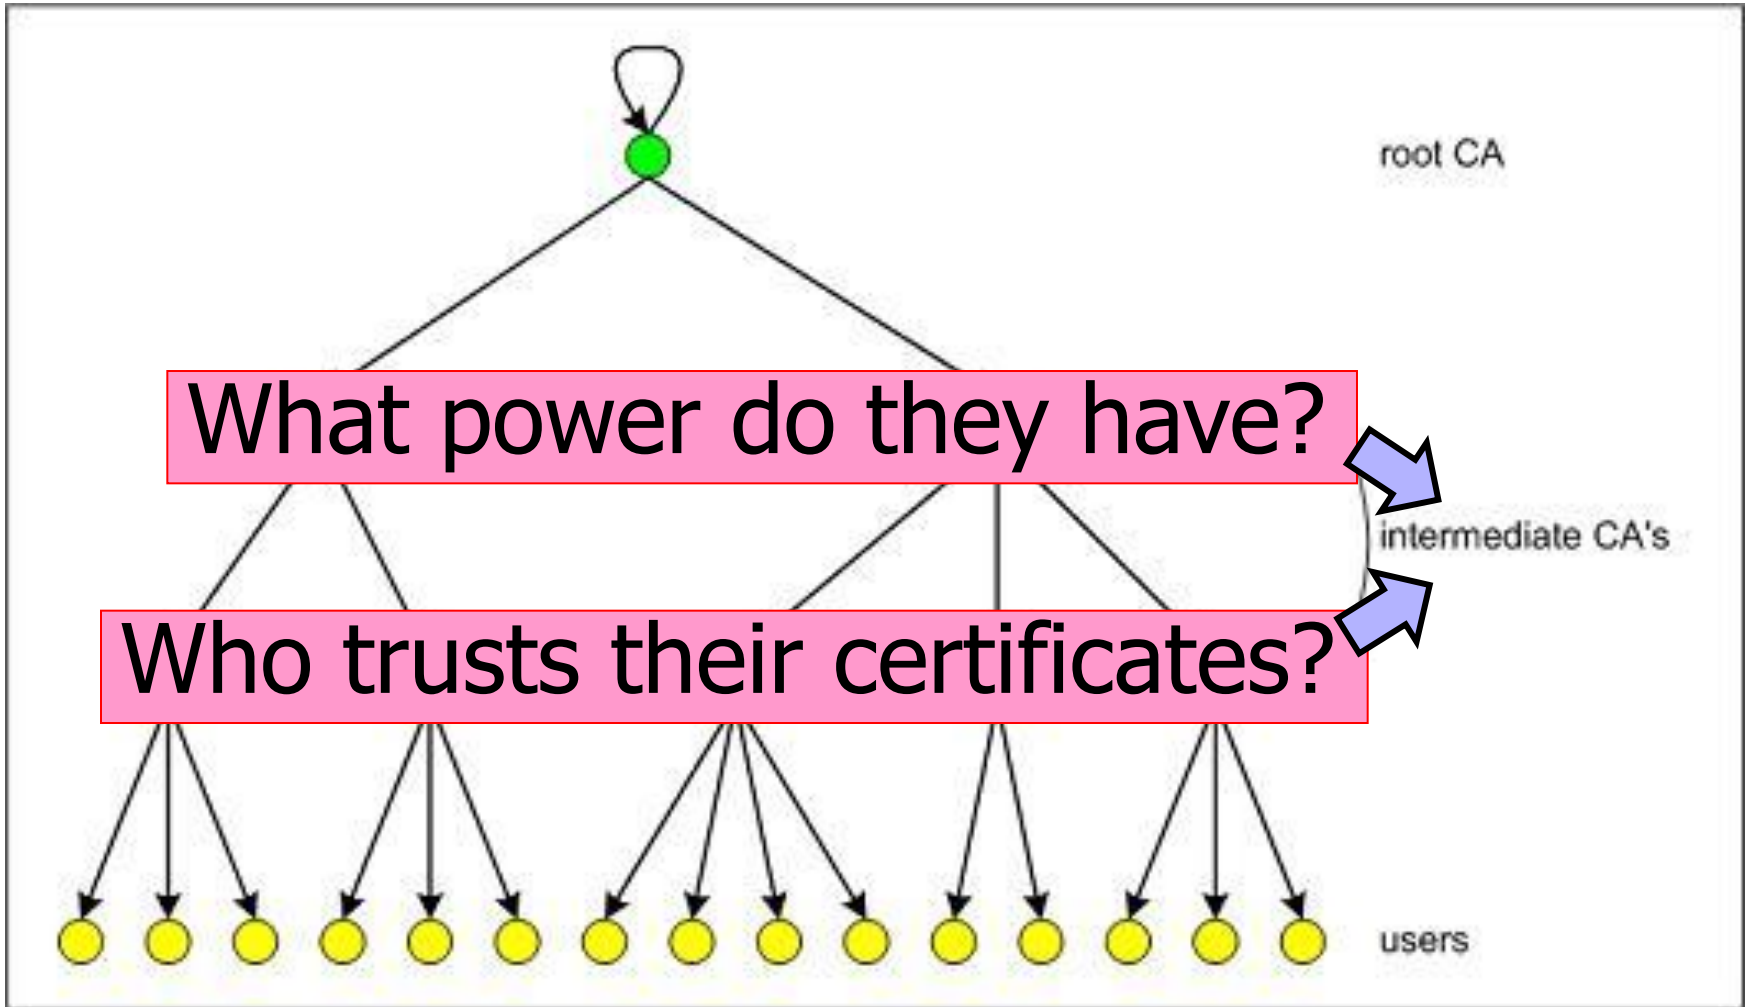 root CA
What power do they have?
intermediate CA's
Who trusts their certificates?
users